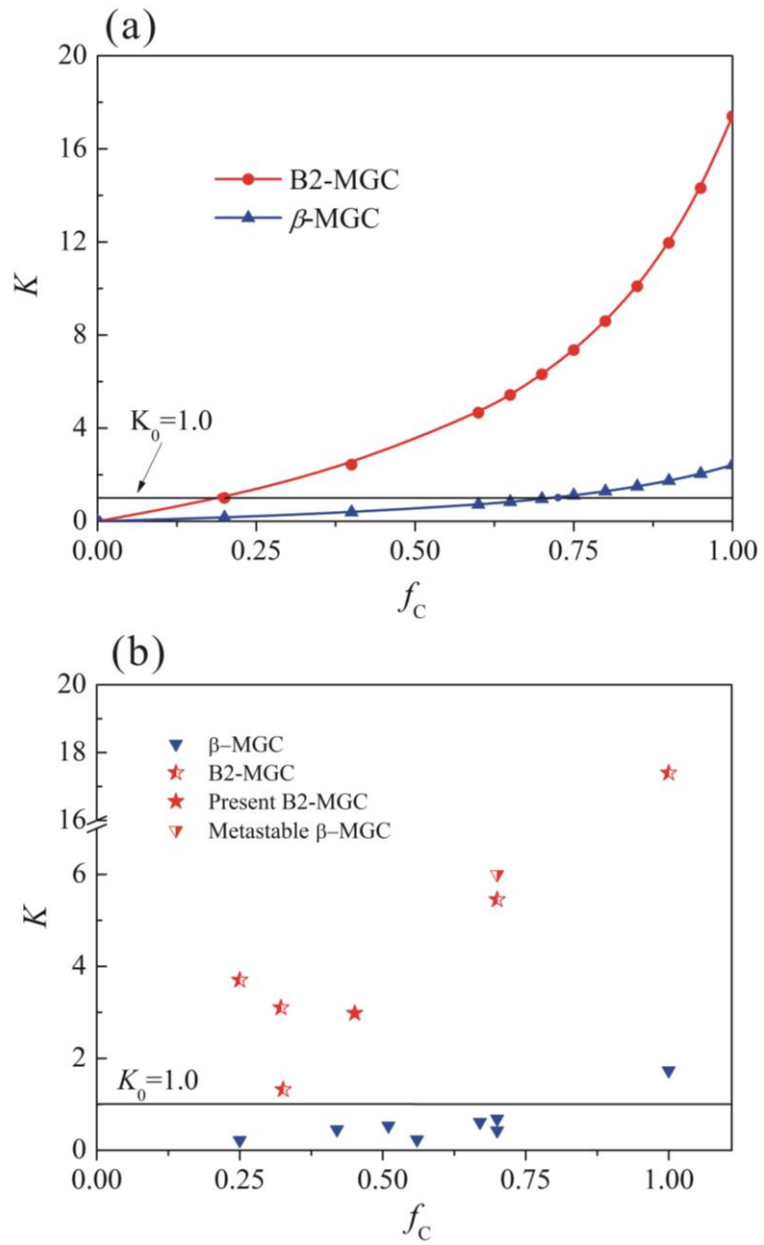 (a)
20
16
12
8
4
0
K
B2-MGC
β-MGC
K₀=1.0
0.00 0.25 0.50 0.75 1.00
f_C
(b)
20
18
16
6
4
2
0
K
β–MGC
B2-MGC
Present B2-MGC
Metastable β–MGC
K₀=1.0
0.00 0.25 0.50 0.75 1.00
f_C